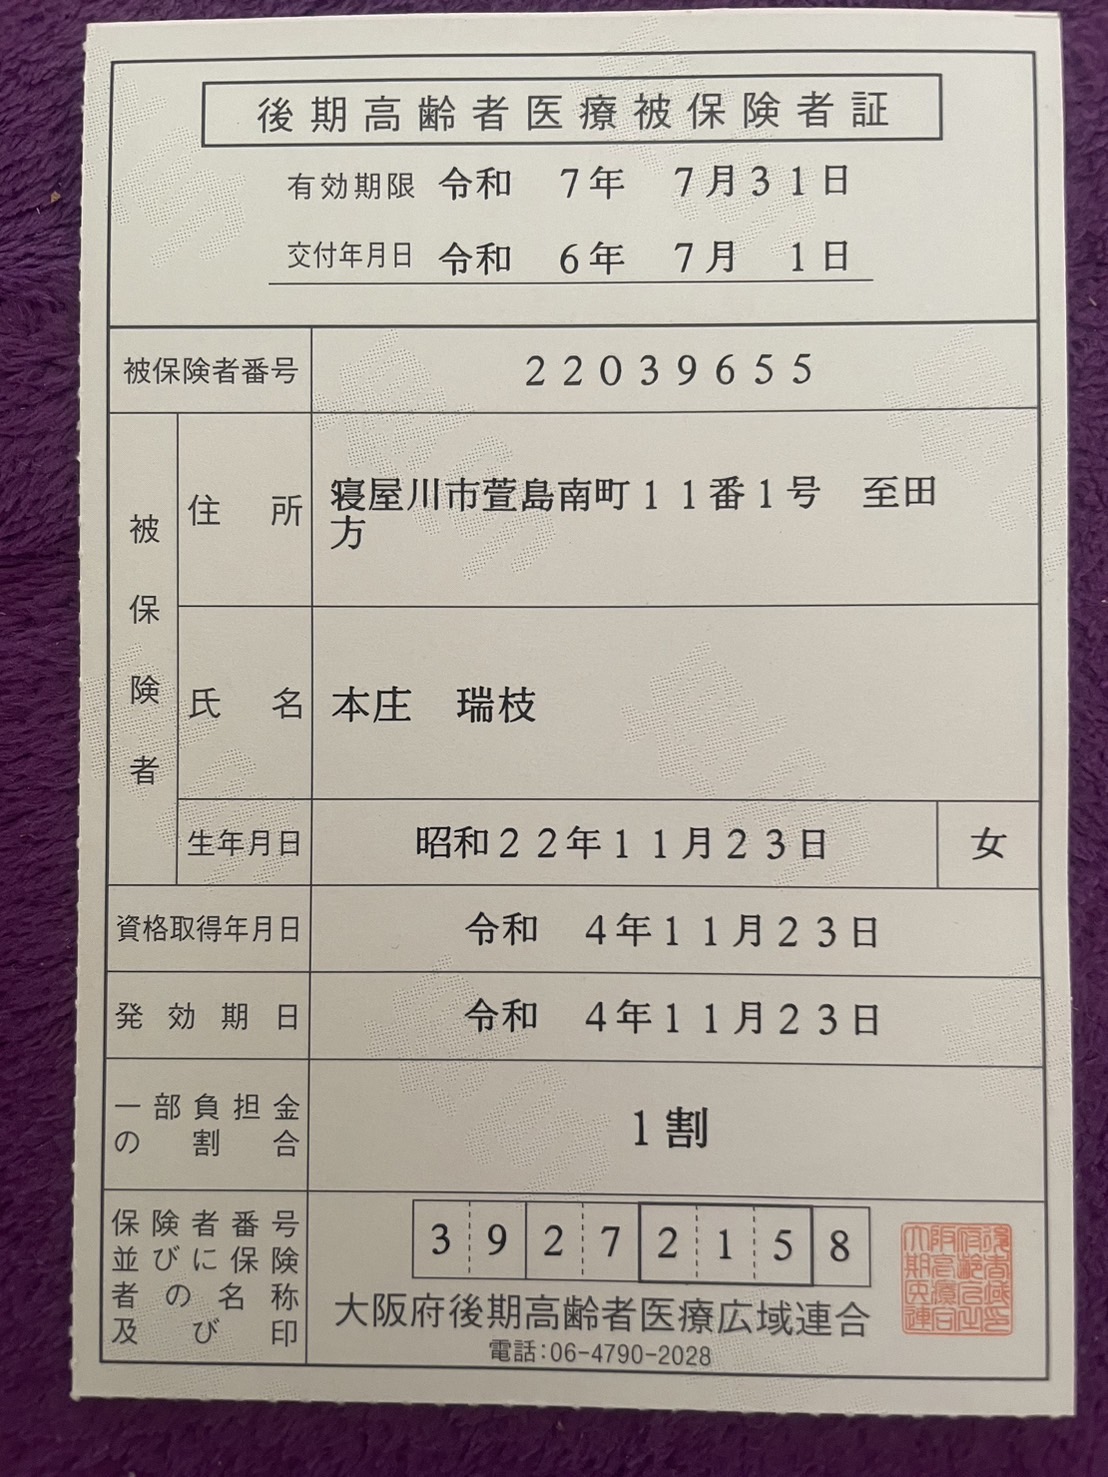 後期高齢者医療被保険者証
有効期限 令和 7年 7月31日
交付年月日 令和 6年 7月 1日
被保険者番号 22039655
被保険者
住所 寝屋川市萱島南町11番1号 至田
方
氏名 本庄 瑞枝
生年月日 昭和22年11月23日 女
資格取得年月日 令和 4年11月23日
発効期日 令和 4年11月23日
一部負担金
の割合 1割
保険者番号
並びに保険
者の名称
及び印
39272158
大阪府後期高齢者医療広域連合
電話:06-4790-2028